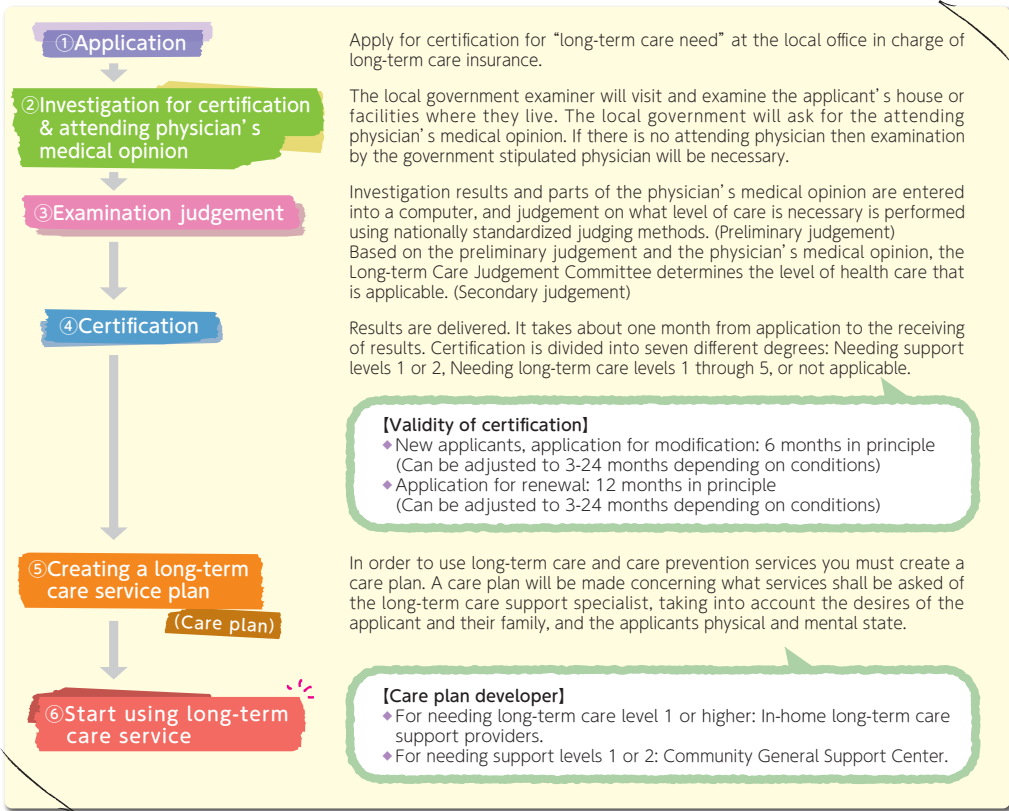 ①Application
Apply for certification for “long-term care need” at the local office in charge of
long-term care insurance.
②Investigation for certification
& attending physician’s
medical opinion
The local government examiner will visit and examine the applicant’s house or
facilities where they live. The local government will ask for the attending
physician’s medical opinion. If there is no attending physician then examination
by the government stipulated physician will be necessary.
③Examination judgement
Investigation results and parts of the physician’s medical opinion are entered
into a computer, and judgement on what level of care is necessary is performed
using nationally standardized judging methods. (Preliminary judgement)
Based on the preliminary judgement and the physician’s medical opinion, the
Long-term Care Judgement Committee determines the level of health care that
is applicable. (Secondary judgement)
④Certification
Results are delivered. It takes about one month from application to the receiving
of results. Certification is divided into seven different degrees: Needing support
levels 1 or 2, Needing long-term care levels 1 through 5, or not applicable.
【Validity of certification】
◆New applicants, application for modification: 6 months in principle
(Can be adjusted to 3-24 months depending on conditions)
◆Application for renewal: 12 months in principle
(Can be adjusted to 3-24 months depending on conditions)
⑤Creating a long-term
care service plan
(Care plan)
In order to use long-term care and care prevention services you must create a
care plan. A care plan will be made concerning what services shall be asked of
the long-term care support specialist, taking into account the desires of the
applicant and their family, and the applicants physical and mental state.
【Care plan developer】
◆For needing long-term care level 1 or higher: In-home long-term care
support providers.
◆For needing support levels 1 or 2: Community General Support Center.
⑥Start using long-term
care service